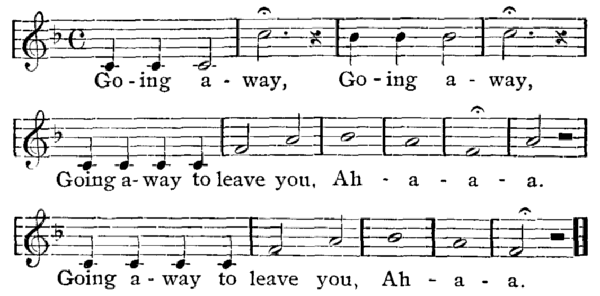 Go - ing a - way, Go - ing a - way,
Going a - way to leave you, Ah - a - a - a.
Going a - way to leave you, Ah - a - a.